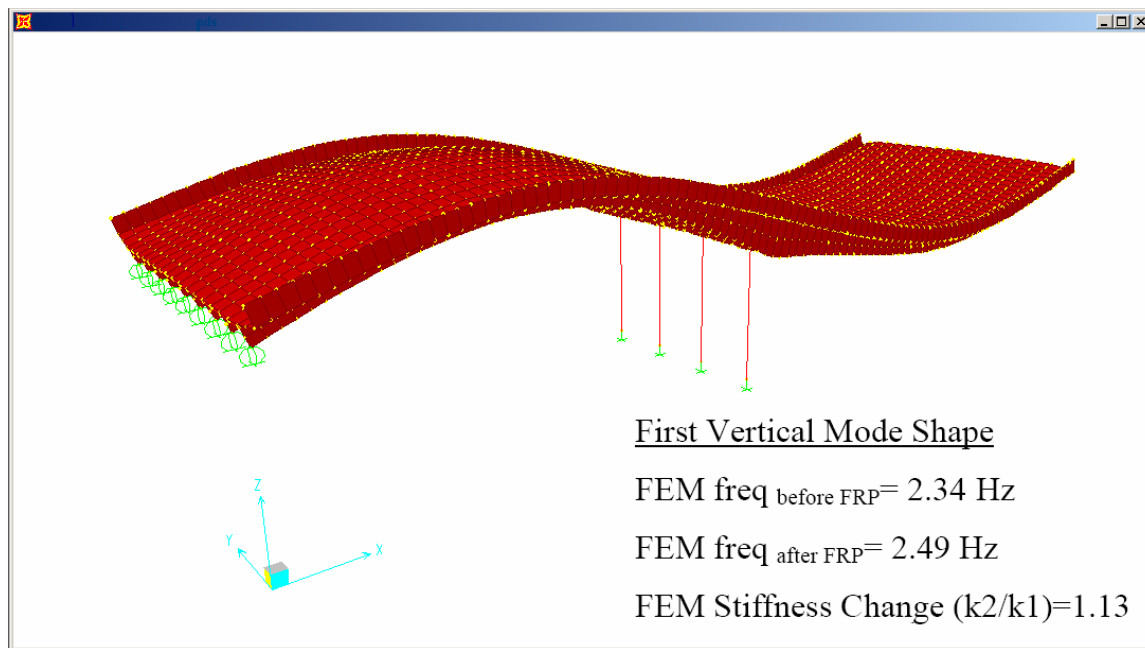 pds
Z
Y
X
First Vertical Mode Shape
FEM freq before FRP= 2.34 Hz
FEM freq after FRP= 2.49 Hz
FEM Stiffness Change (k2/k1)=1.13